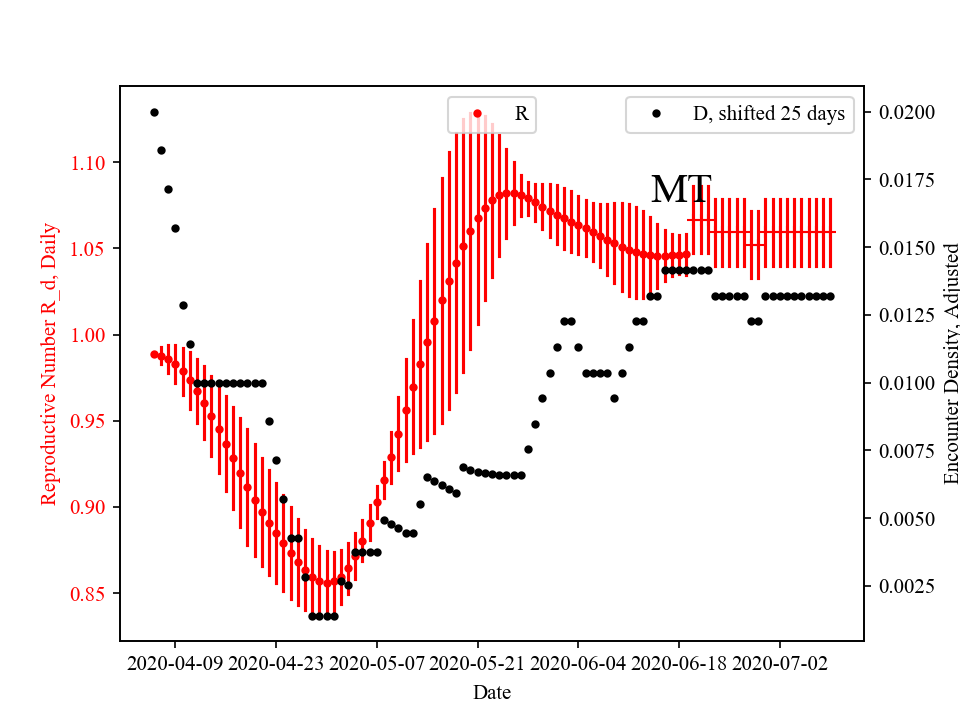 R
D, shifted 25 days
MT
Reproductive Number R_d, Daily
1.10
1.05
1.00
0.95
0.90
0.85
0.0200
0.0175
0.0150
0.0125
0.0100
0.0075
0.0050
0.0025
Encounter Density, Adjusted
2020-04-09 2020-04-23 2020-05-07 2020-05-21 2020-06-04 2020-06-18 2020-07-02
Date